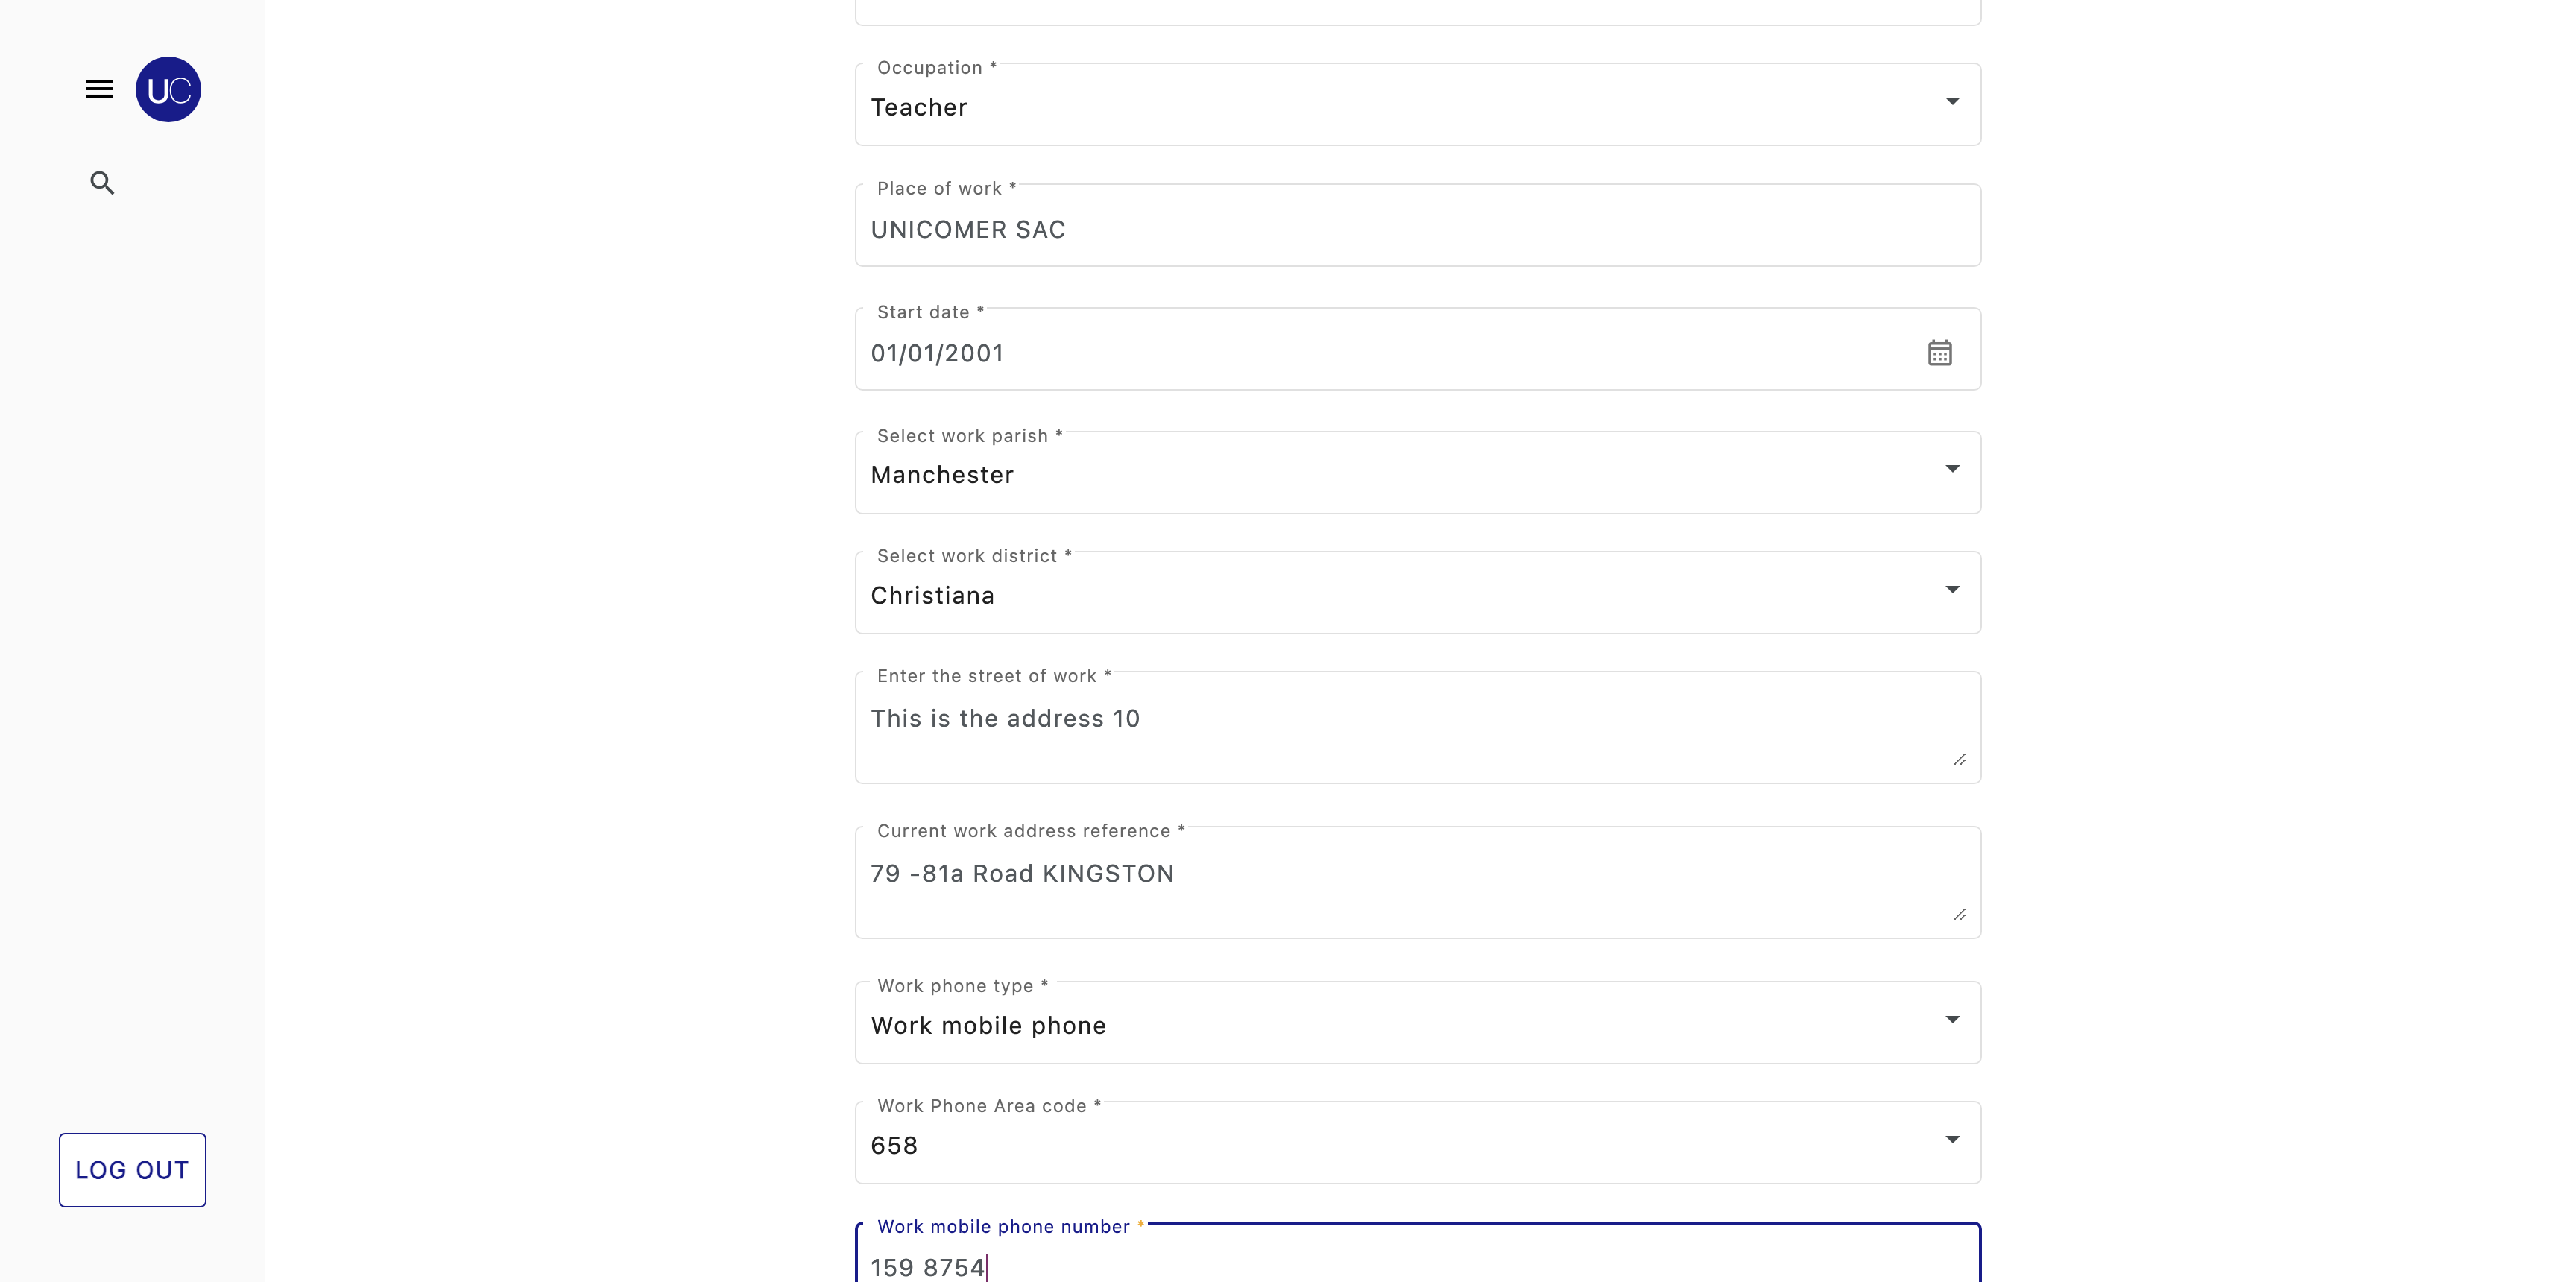 UC
Occupation *
Teacher
Place of work *
UNICOMER SAC
Start date *
01/01/2001
Select work parish *
Manchester
Select work district *
Christiana
Enter the street of work *
This is the address 10
Current work address reference *
79 -81a Road KINGSTON
Work phone type *
Work mobile phone
Work Phone Area code *
658
LOG OUT
Work mobile phone number *
159 8754